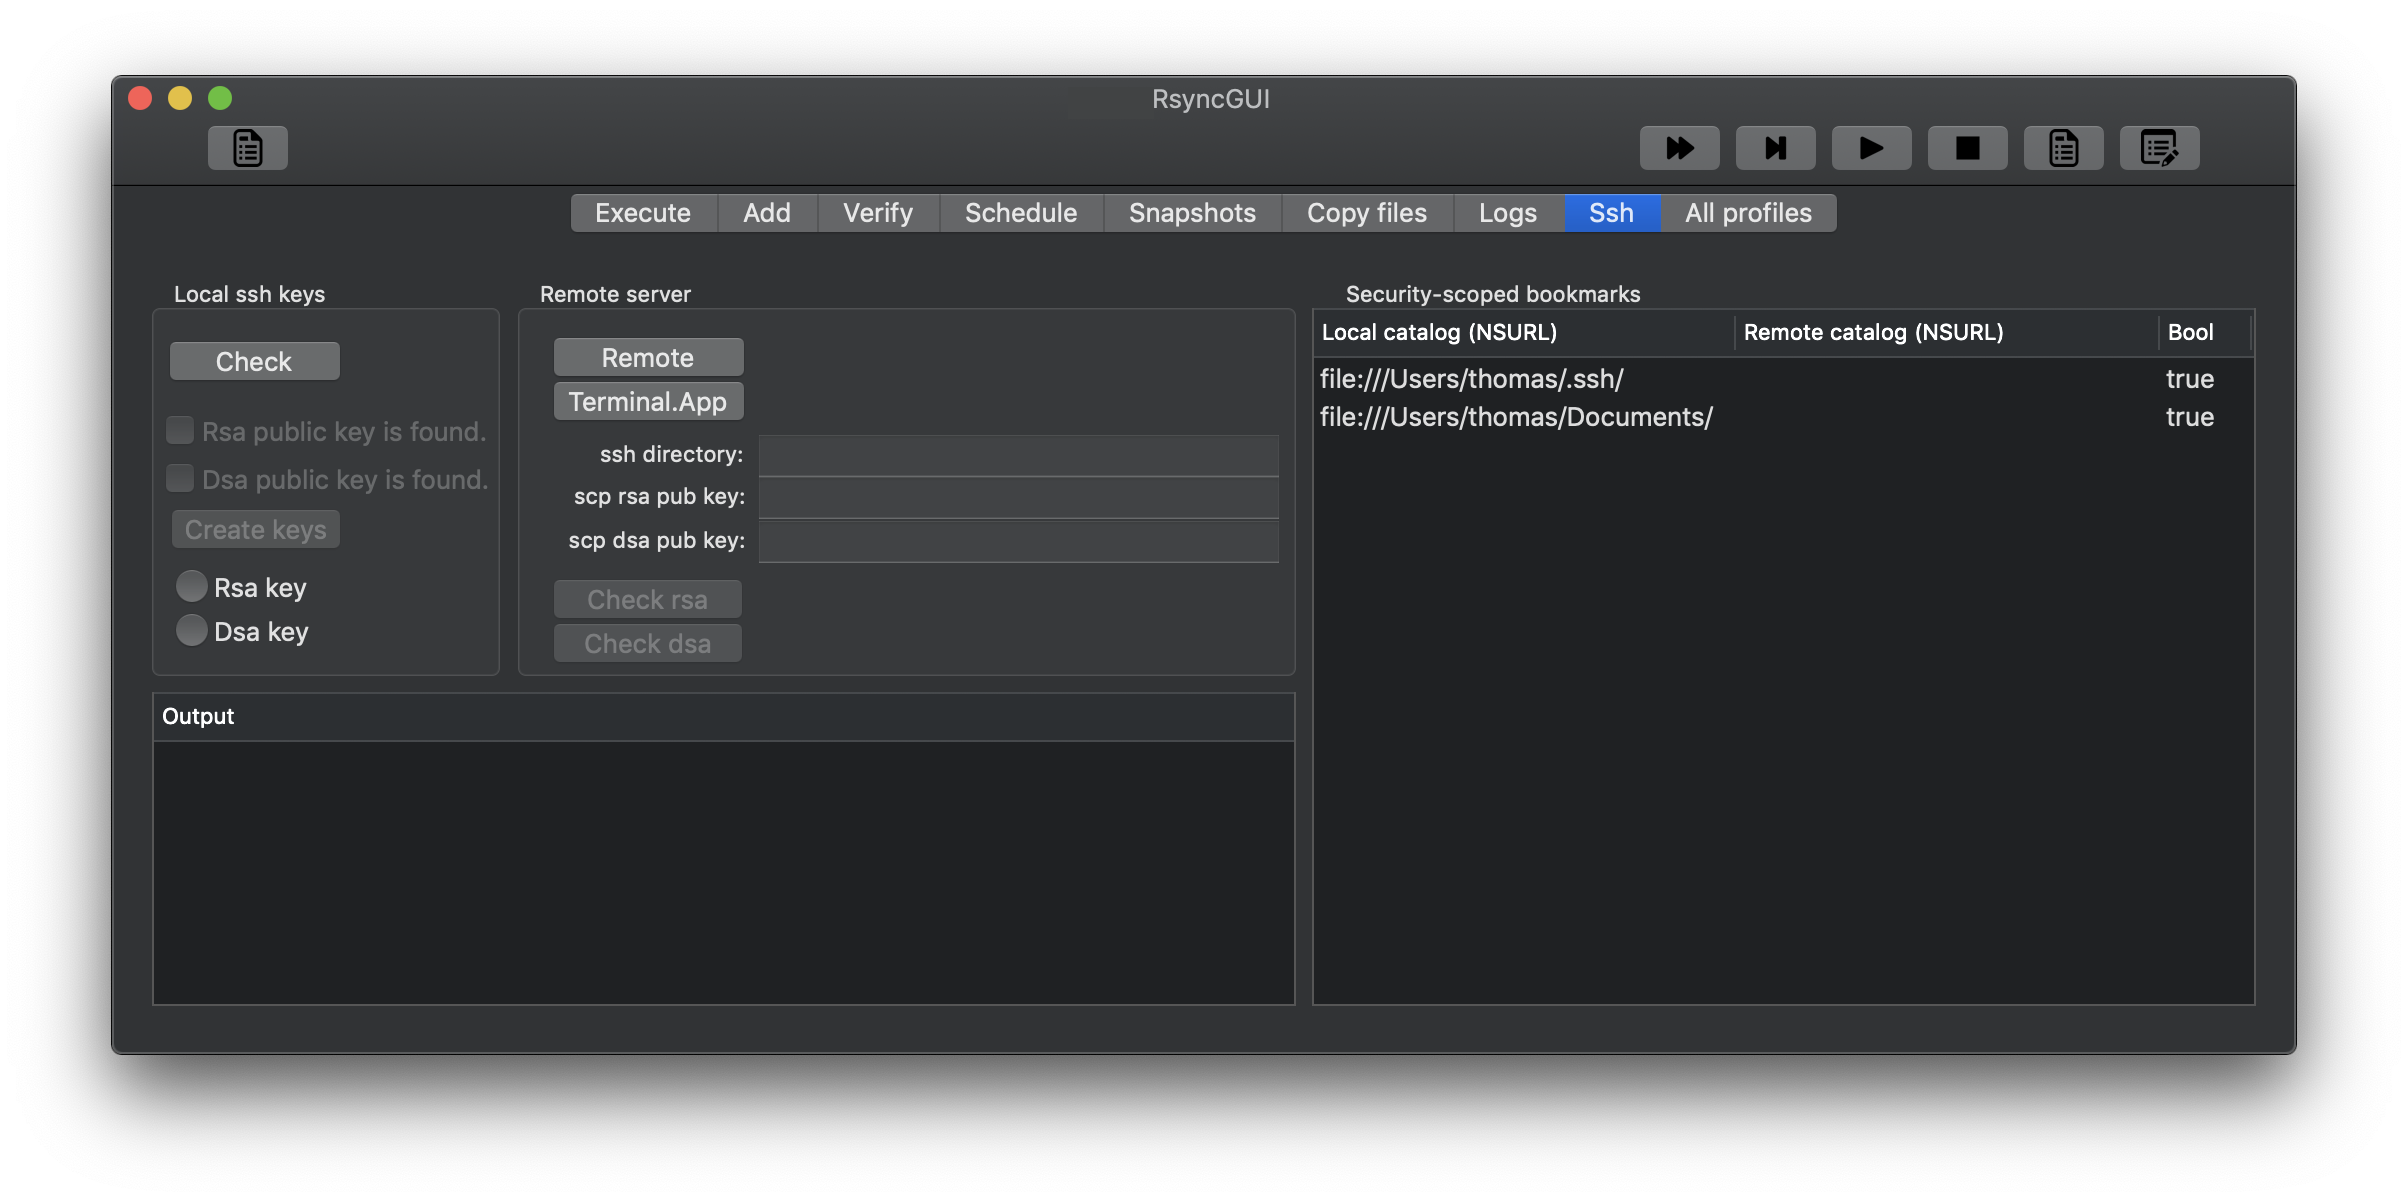 RsyncGUI
Execute Add Verify Schedule Snapshots Copy files Logs Ssh All profiles
Local ssh keys
Check
Rsa public key is found.
Dsa public key is found.
Create keys
Rsa key
Dsa key
Remote server
Remote
Terminal.App
ssh directory:
scp rsa pub key:
scp dsa pub key:
Check rsa
Check dsa
Output
Security-scoped bookmarks
Local catalog (NSURL) Remote catalog (NSURL) Bool
file:///Users/thomas/.ssh/ true
file:///Users/thomas/Documents/ true